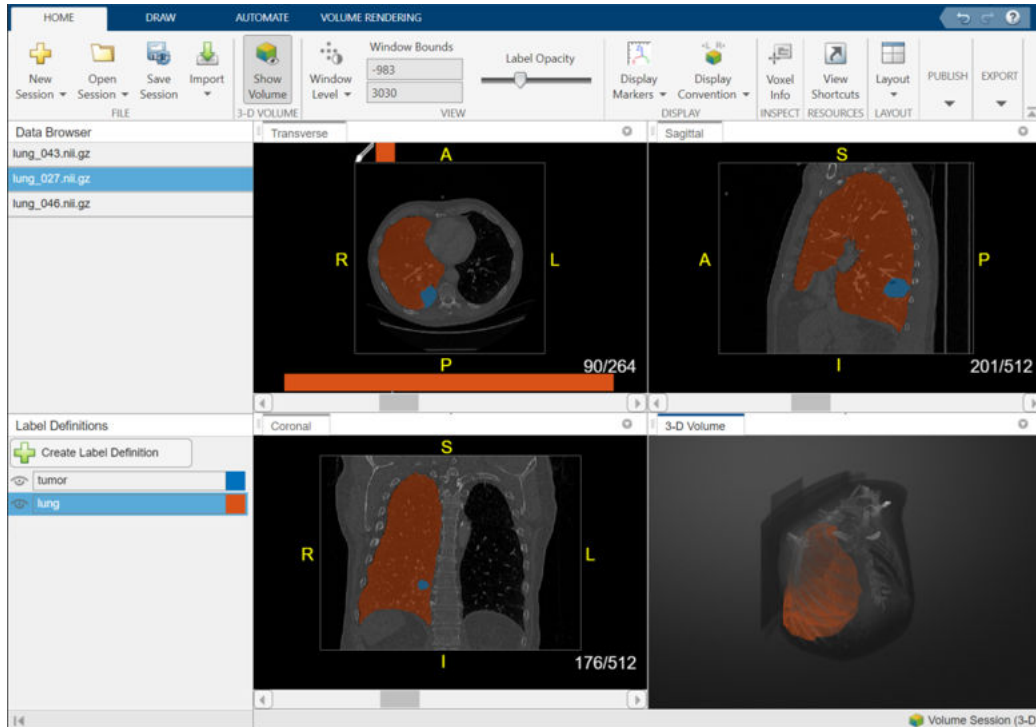 HOME DRAW AUTOMATE VOLUME RENDERING
New Session
Open Session
Save Session
Import
FILE
Show Volume
3-D VOLUME
Window Level
Window Bounds
-983
3030
Label Opacity
VIEW
Display Markers
<L R>
Display Convention
DISPLAY
Voxel Info
INSPECT
View Shortcuts
RESOURCES
Layout
LAYOUT
PUBLISH
EXPORT
Data Browser
lung_043.nii.gz
lung_027.nii.gz
lung_046.nii.gz
Transverse
A
R
L
P
90/264
Sagittal
S
A
P
I
201/512
Label Definitions
Create Label Definition
tumor
lung
Coronal
S
R
L
I
176/512
3-D Volume
Volume Session (3-D